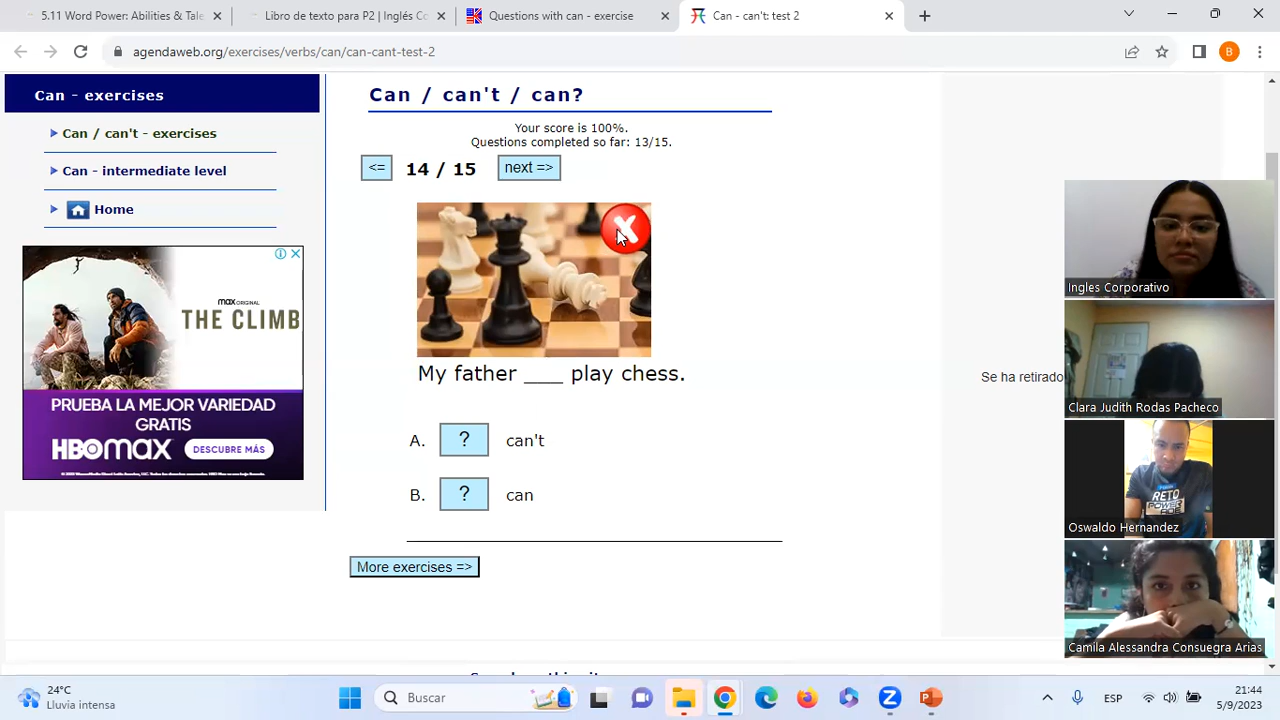 5.11 Word Power: Abilities & Tale
Libro de texto para P2 | Inglés Co
Questions with can - exercise
Can - can't: test 2
agendaweb.org/exercises/verbs/can/can-cant-test-2
B
Can - exercises
Can / can't - exercises
Can - intermediate level
Home
max ORIGINAL
THE CLIMB
PRUEBA LA MEJOR VARIEDAD
GRATIS
HBOmax
DESCUBRE MÁS
Can / can't / can?
Your score is 100%.
Questions completed so far: 13/15.
<=
14 / 15
next =>
My father ____ play chess.
A.
?
can't
B.
?
can
More exercises =>
Se ha retirado
Ingles Corporativo
Clara Judith Rodas Pacheco
RETO
Oswaldo Hernandez
Camila Alessandra Consuegra Arias
24°C
Lluvia intensa
Buscar
ESP
21:44
5/9/2023